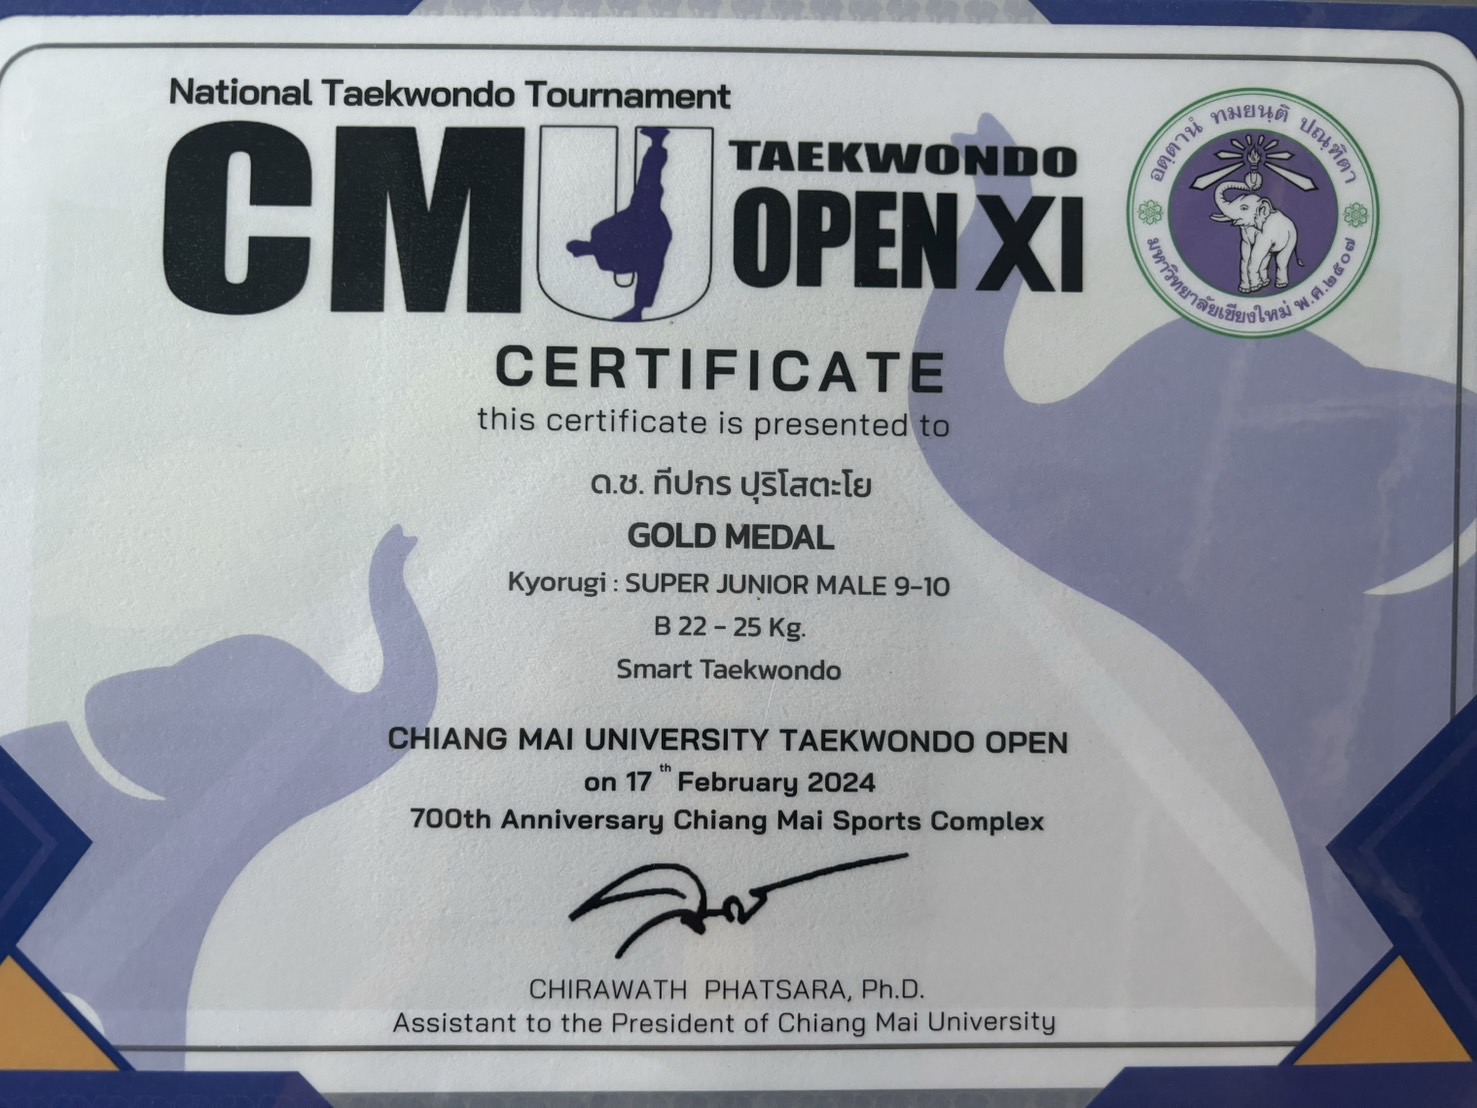 National Taekwondo Tournament
CMU TAEKWONDO
OPEN XI
อตฺตานํ ทมยนฺติ ปณฺฑิตา
มหาวิทยาลัยเชียงใหม่ พ.ศ.๒๕๐๗
CERTIFICATE
this certificate is presented to
ด.ช. ทีปกร ปุริโสตะโย
GOLD MEDAL
Kyorugi : SUPER JUNIOR MALE 9-10
B 22 - 25 Kg.
Smart Taekwondo
CHIANG MAI UNIVERSITY TAEKWONDO OPEN
on 17 th February 2024
700th Anniversary Chiang Mai Sports Complex
CHIRAWATH PHATSARA, Ph.D.
Assistant to the President of Chiang Mai University